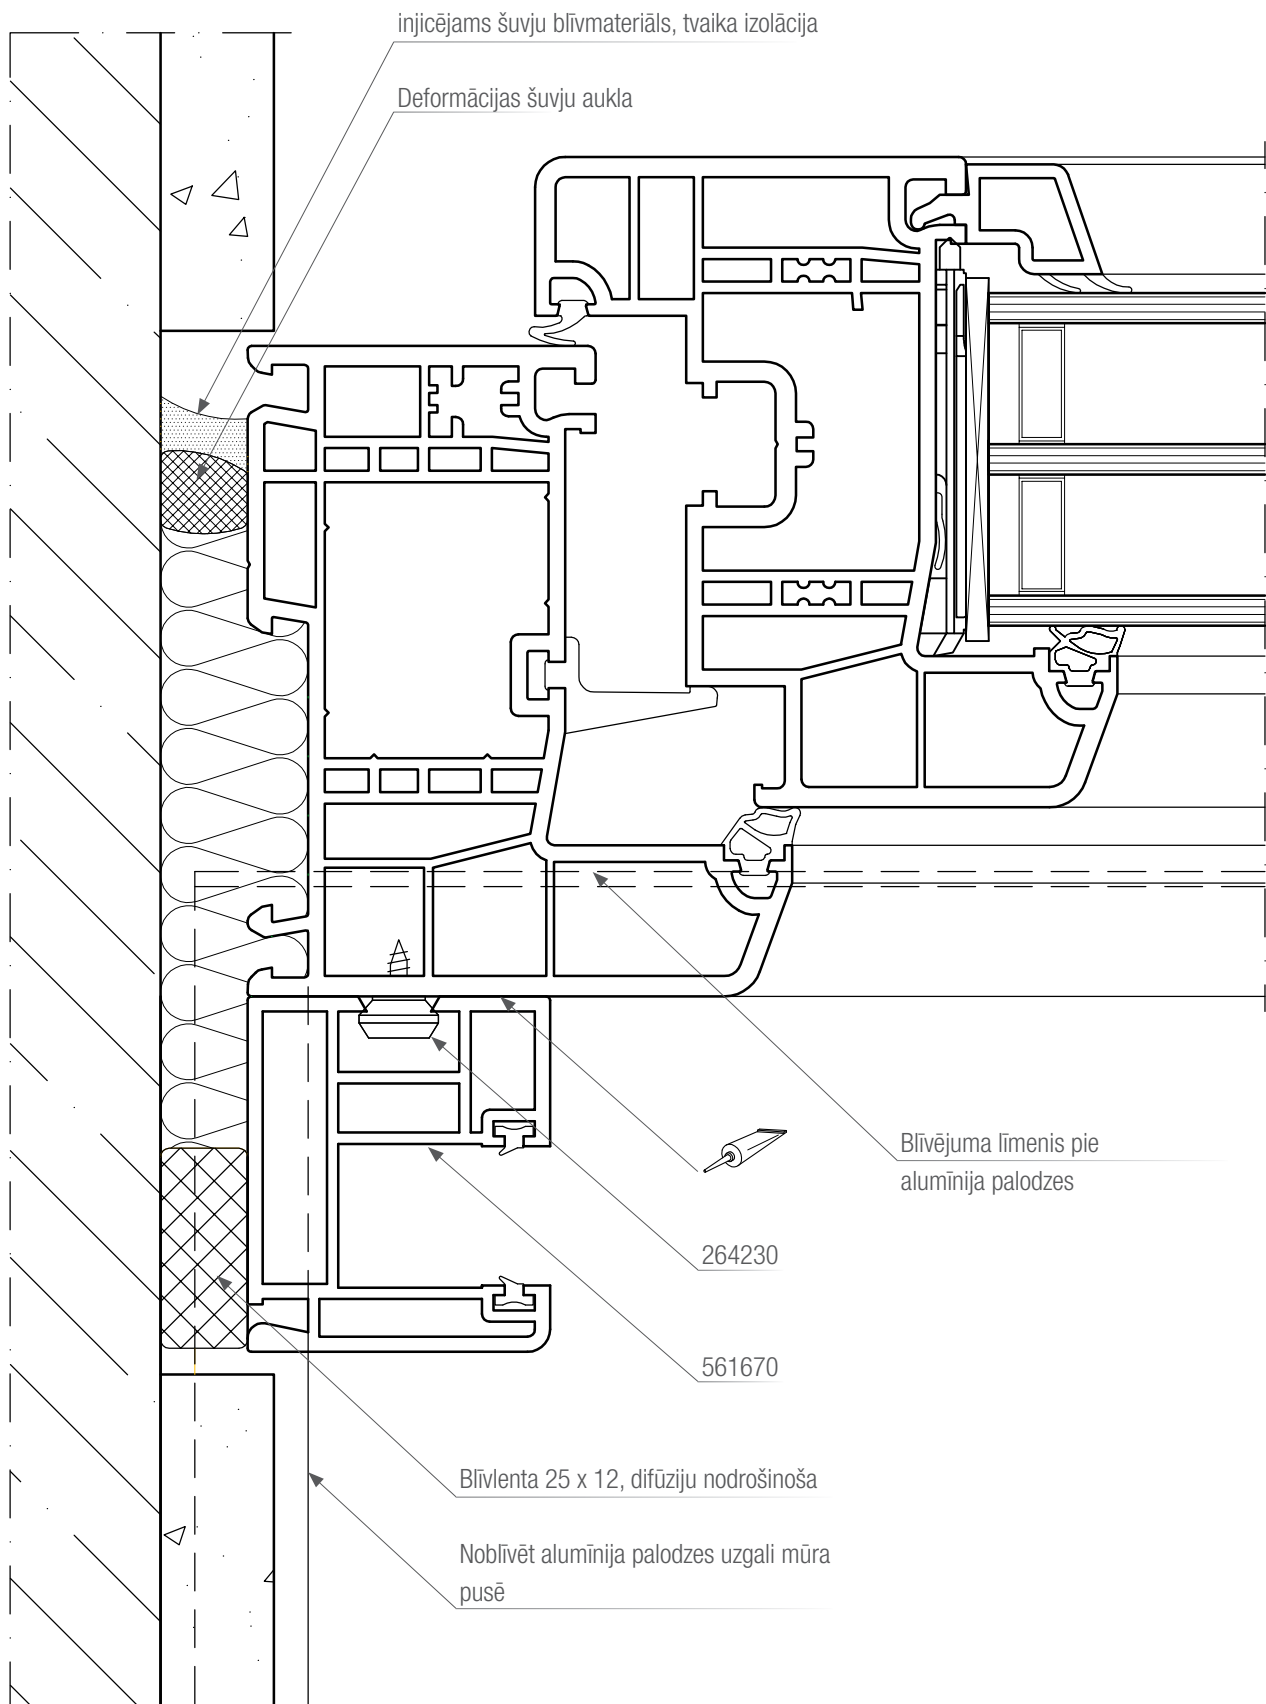 injicējams šuvju blīvmateriāls, tvaika izolācija
Deformācijas šuvju aukla
Blīvējuma līmenis pie
alumīnija palodzes
264230
561670
Blīvlenta 25 x 12, difūziju nodrošinoša
Noblīvēt alumīnija palodzes uzgali mūra
pusē